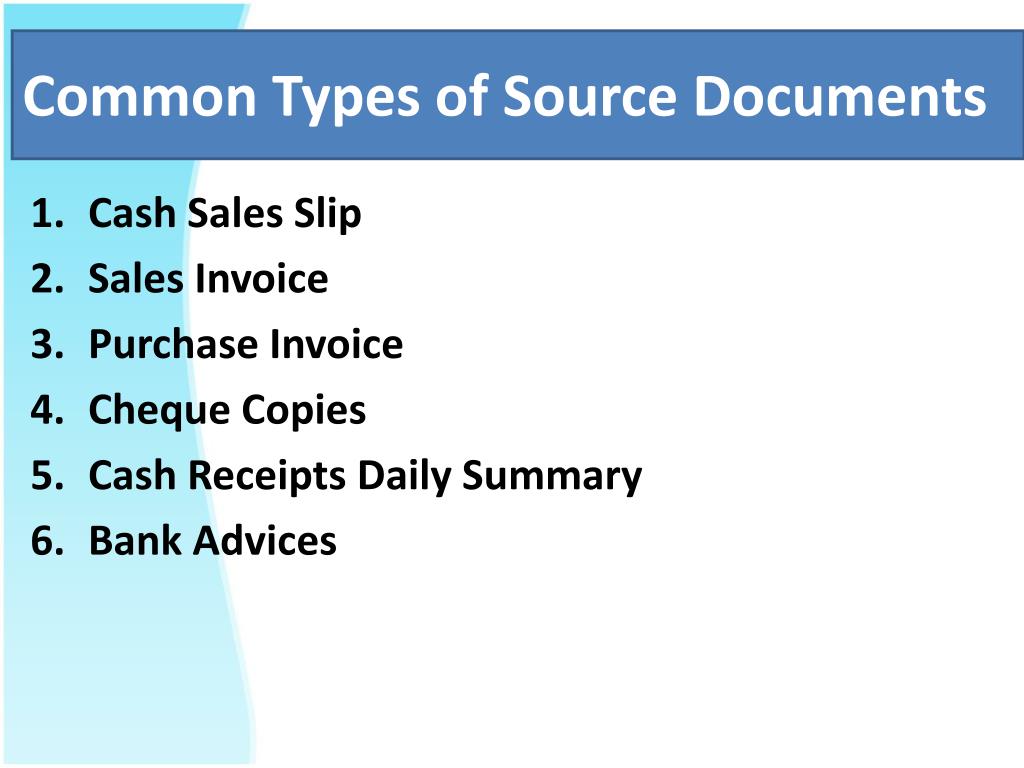 Common Types of Source Documents
1. Cash Sales Slip
2. Sales Invoice
3. Purchase Invoice
4. Cheque Copies
5. Cash Receipts Daily Summary
6. Bank Advices